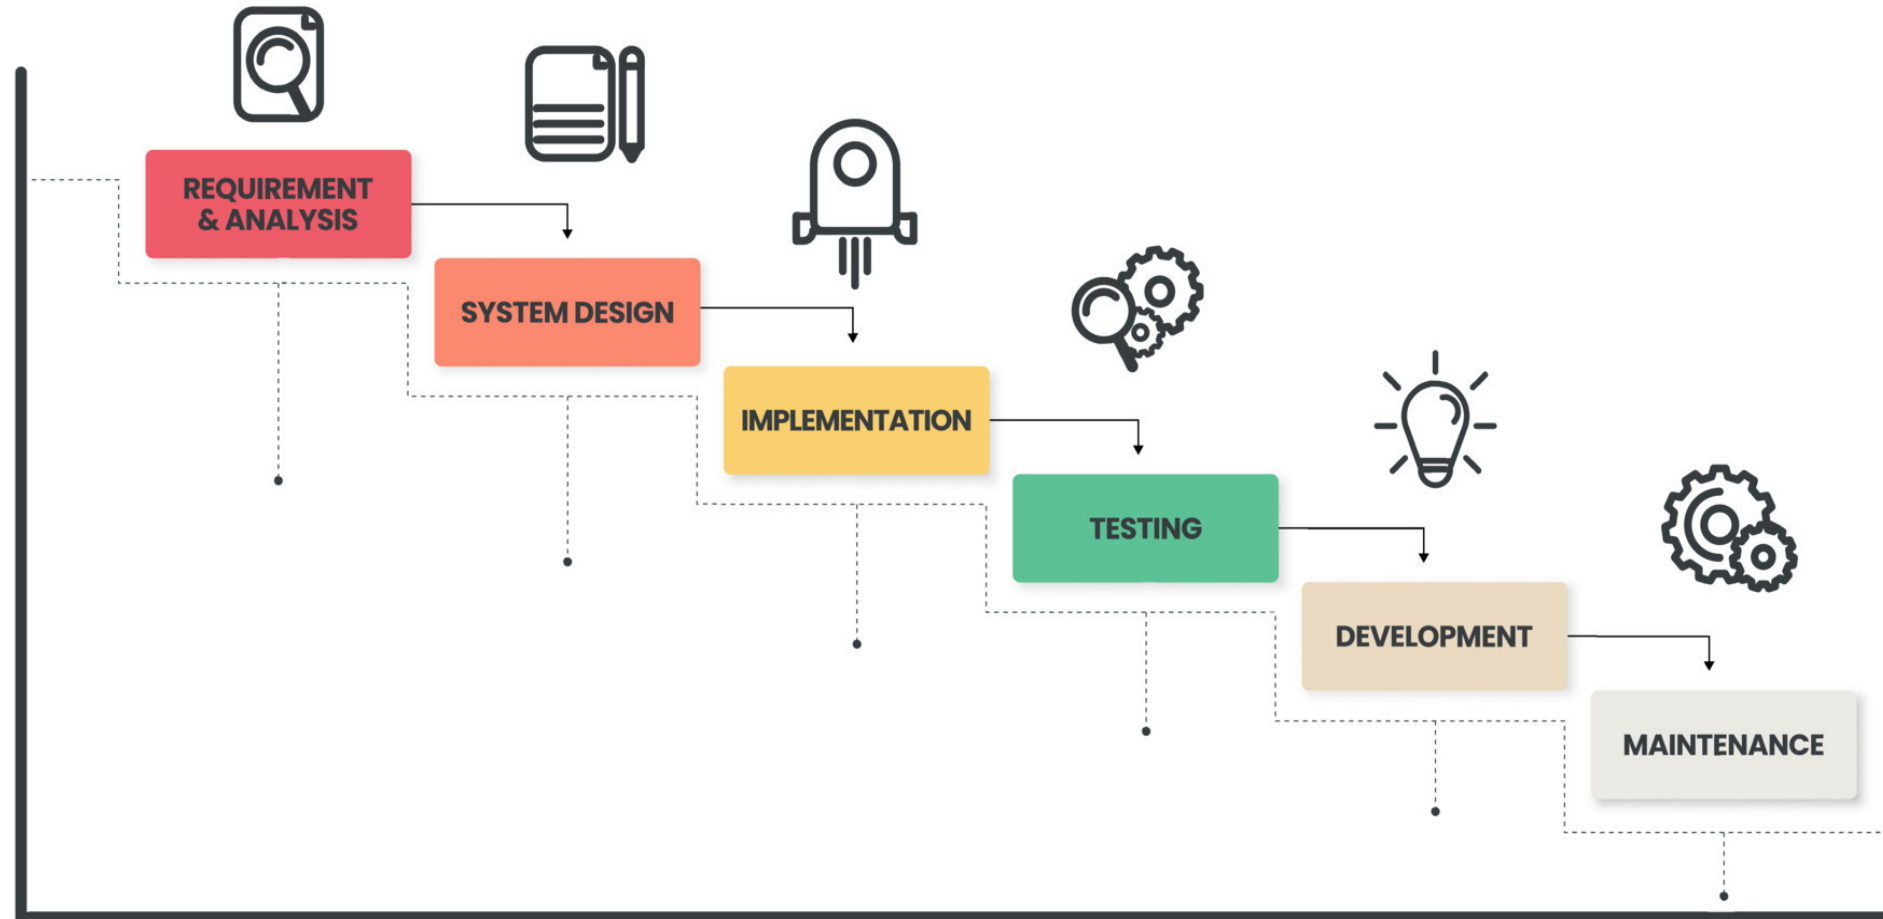 REQUIREMENT
& ANALYSIS
SYSTEM DESIGN
IMPLEMENTATION
TESTING
DEVELOPMENT
MAINTENANCE